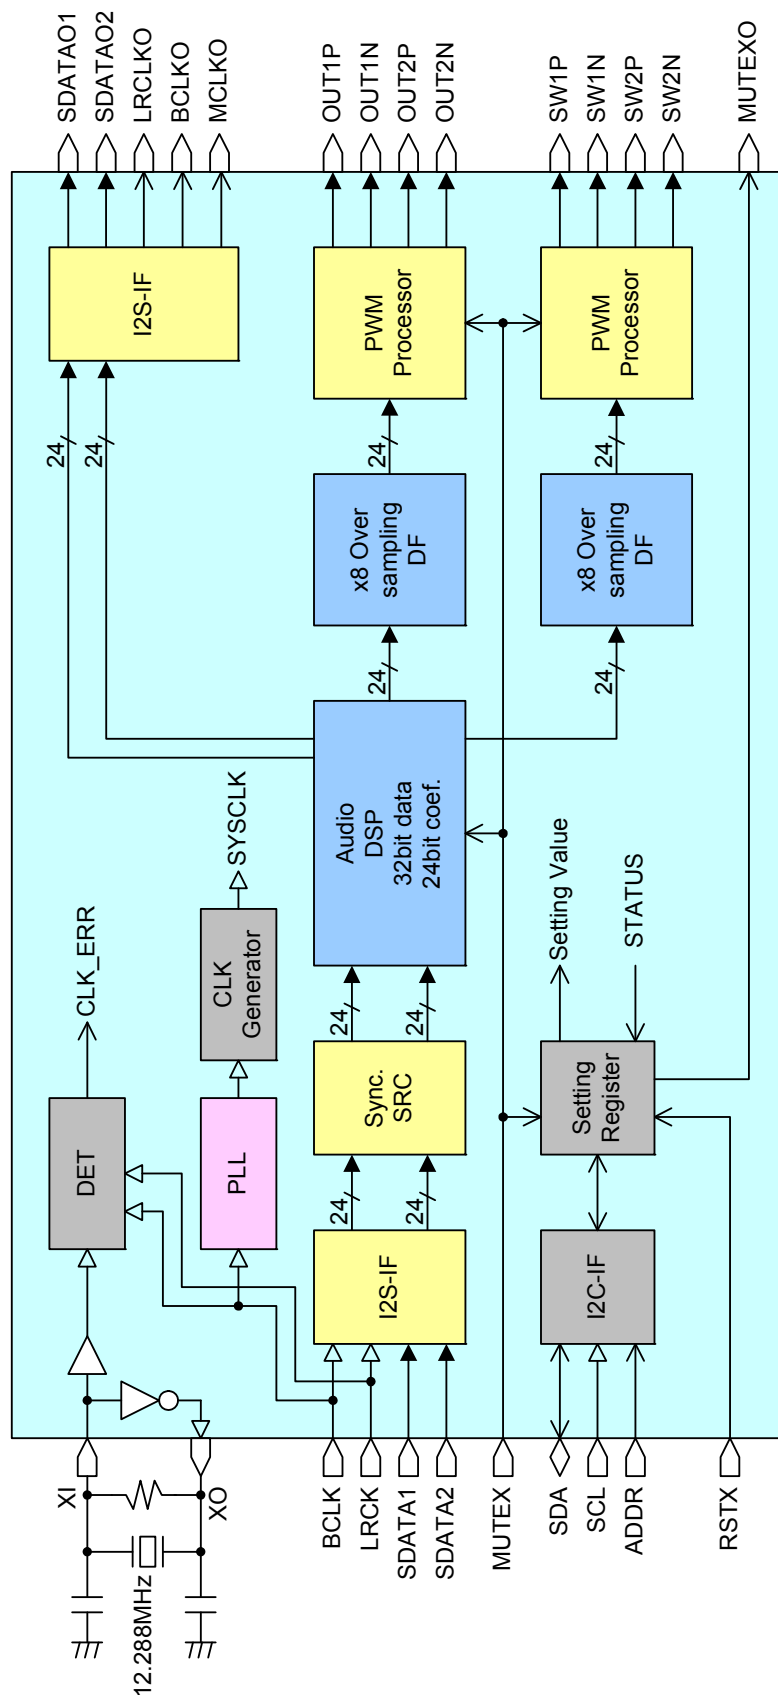 12.288MHz
XI
XO
BCLK
LRCK
SDATA1
SDATA2
MUTEX
SDA
SCL
ADDR
RSTX
DET
CLK_ERR
PLL
CLK
Generator
SYSCLK
I2S-IF
24
24
Sync.
SRC
24
24
Audio
DSP
32bit data
24bit coef.
24
24
I2S-IF
24
x8 Over
sampling
DF
24
PWM
Processor
24
x8 Over
sampling
DF
24
PWM
Processor
I2C-IF
Setting
Register
Setting Value
STATUS
SDATAO1
SDATAO2
LRCLKO
BCLKO
MCLKO
OUT1P
OUT1N
OUT2P
OUT2N
SW1P
SW1N
SW2P
SW2N
MUTEXO